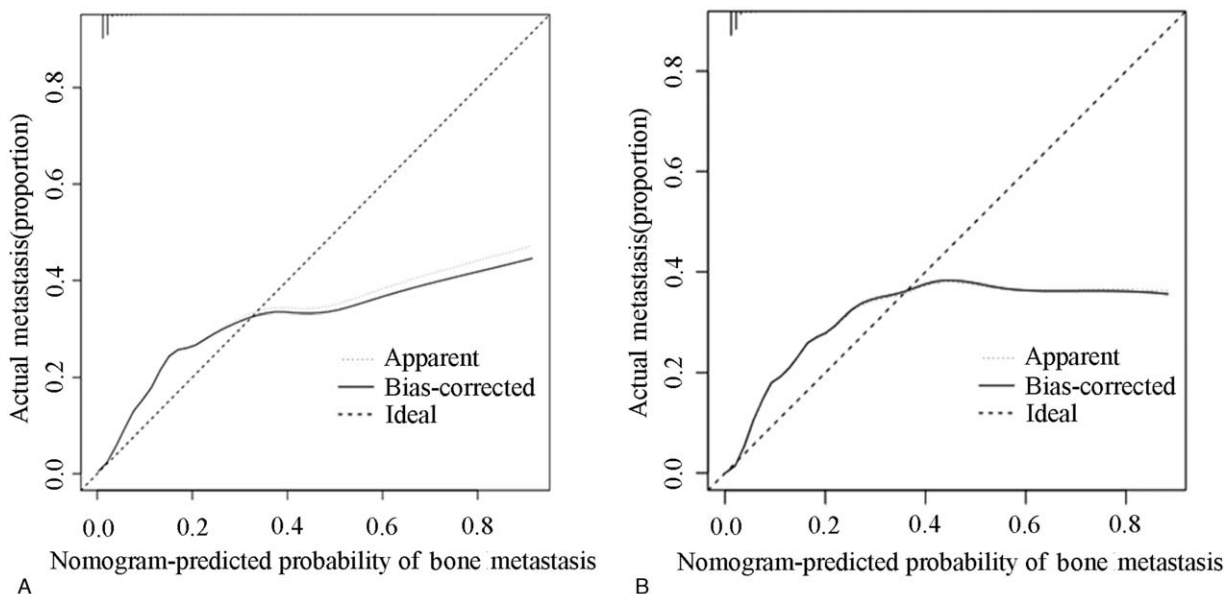 Actual metastasis(proportion)
0.8
0.6
0.4
0.2
0.0
Apparent
Bias-corrected
Ideal
0.0 0.2 0.4 0.6 0.8
Nomogram-predicted probability of bone metastasis
A
Actual metastasis(proportion)
0.8
0.6
0.4
0.2
0.0
Apparent
Bias-corrected
Ideal
0.0 0.2 0.4 0.6 0.8
Nomogram-predicted probability of bone metastasis
B